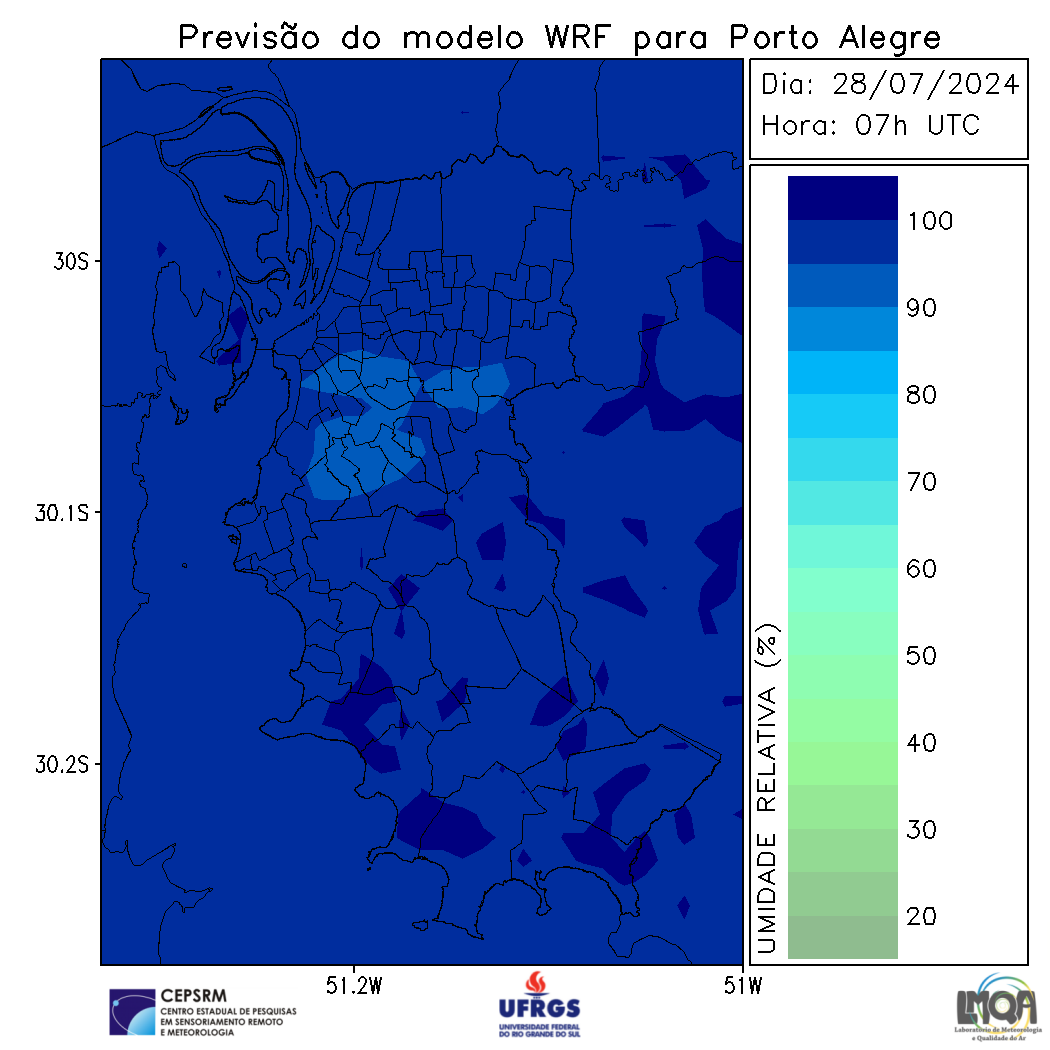 Previsão do modelo WRF para Porto Alegre
Dia: 28/07/2024
Hora: 07h UTC
30S
30.1S
30.2S
51.2W
51W
100
90
80
70
60
50
40
30
20
UMIDADE RELATIVA (%)
CEPSRM
CENTRO ESTADUAL DE PESQUISAS
EM SENSORIAMENTO REMOTO
E METEOROLOGIA
UFRGS
UNIVERSIDADE FEDERAL
DO RIO GRANDE DO SUL
LMQA
Laboratório de Meteorologia
e Qualidade do Ar